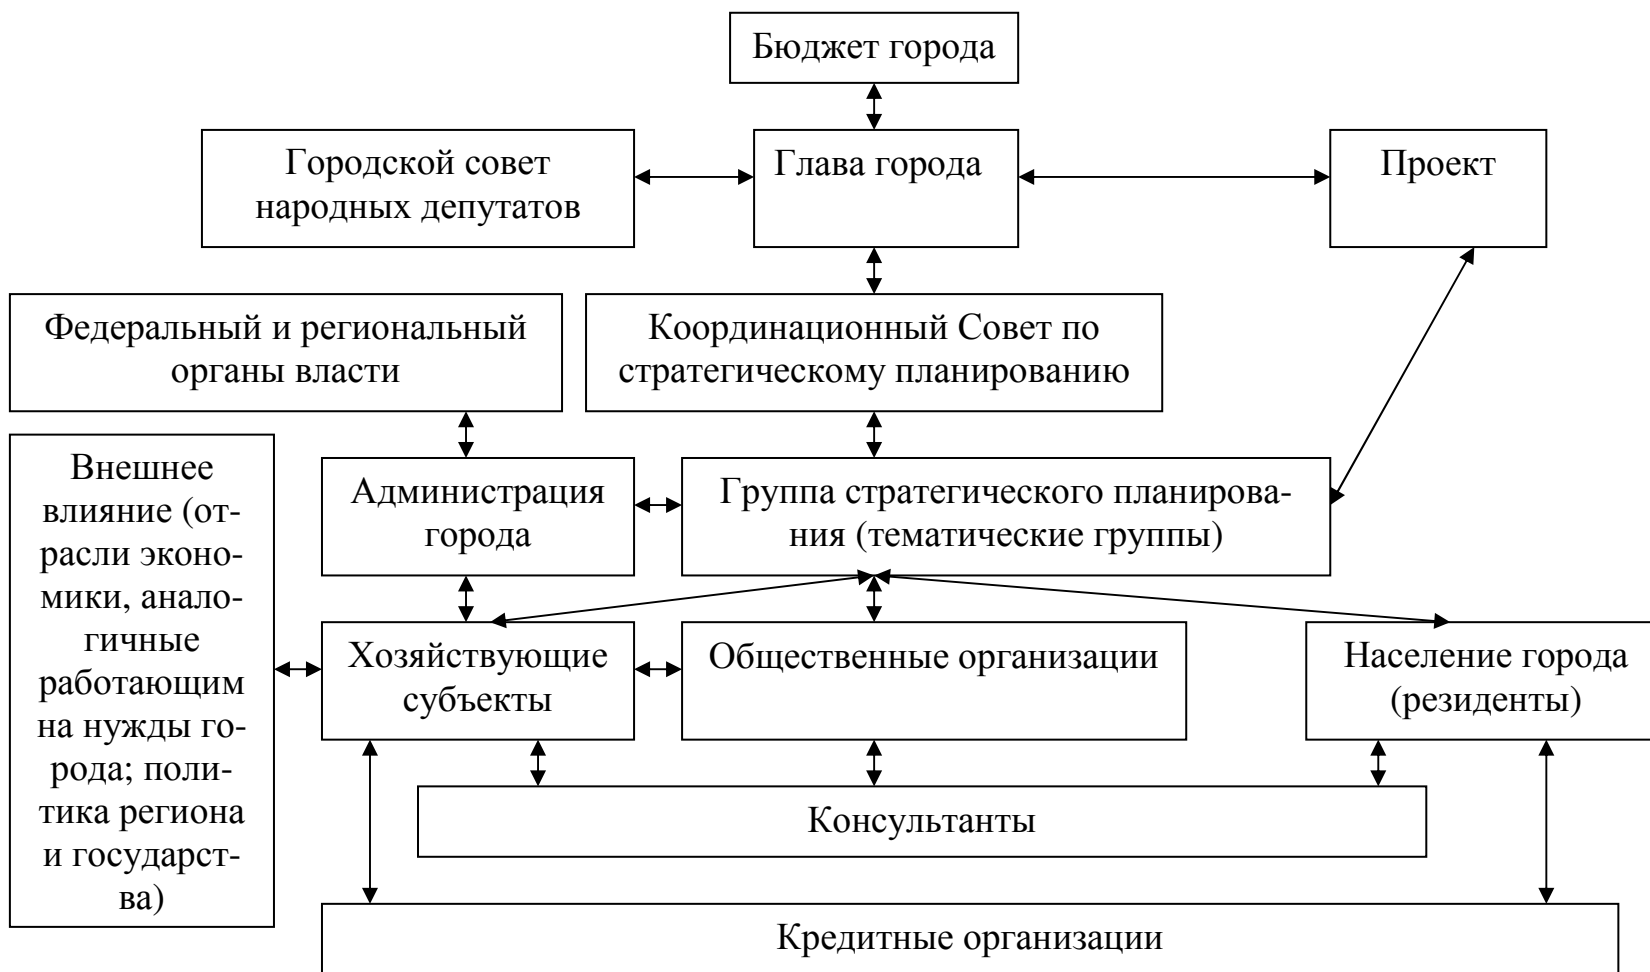 Бюджет города
Городской совет
народных депутатов
Глава города
Проект
Федеральный и региональный
органы власти
Координационный Совет по
стратегическому планированию
Внешнее
влияние (от-
расли эконо-
мики, анало-
гичные
работающим
на нужды го-
рода; поли-
тика региона
и государст-
ва)
Администрация
города
Группа стратегического планирова-
ния (тематические группы)
Хозяйствующие
субъекты
Общественные организации
Население города
(резиденты)
Консультанты
Кредитные организации